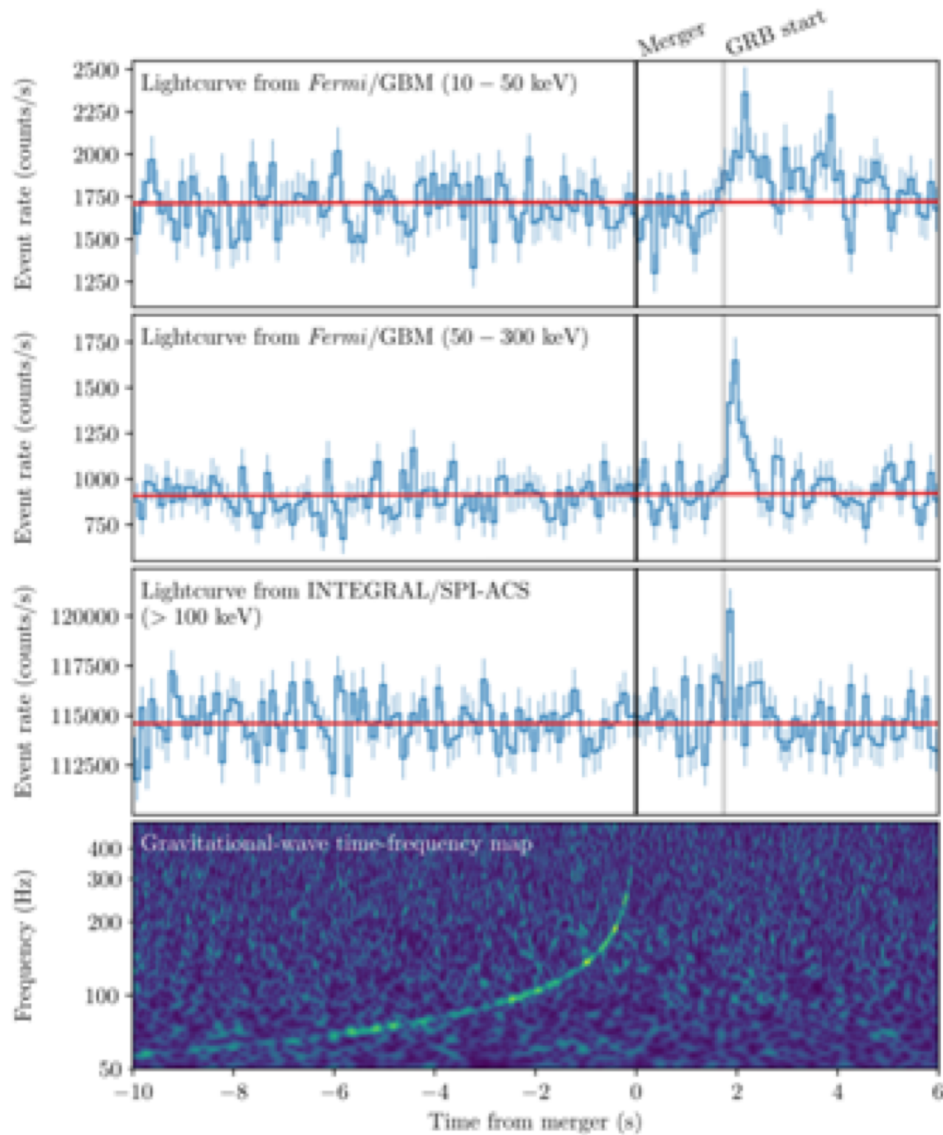 Merger
GRB start
Lightcurve from Fermi/GBM (10 − 50 keV)
Event rate (counts/s)
2500
2250
2000
1750
1500
1250
Lightcurve from Fermi/GBM (50 − 300 keV)
Event rate (counts/s)
1750
1500
1250
1000
750
Lightcurve from INTEGRAL/SPI-ACS
(> 100 keV)
Event rate (counts/s)
120000
117500
115000
112500
Gravitational-wave time-frequency map
Frequency (Hz)
400
300
200
100
50
−10 −8 −6 −4 −2 0 2 4 6
Time from merger (s)